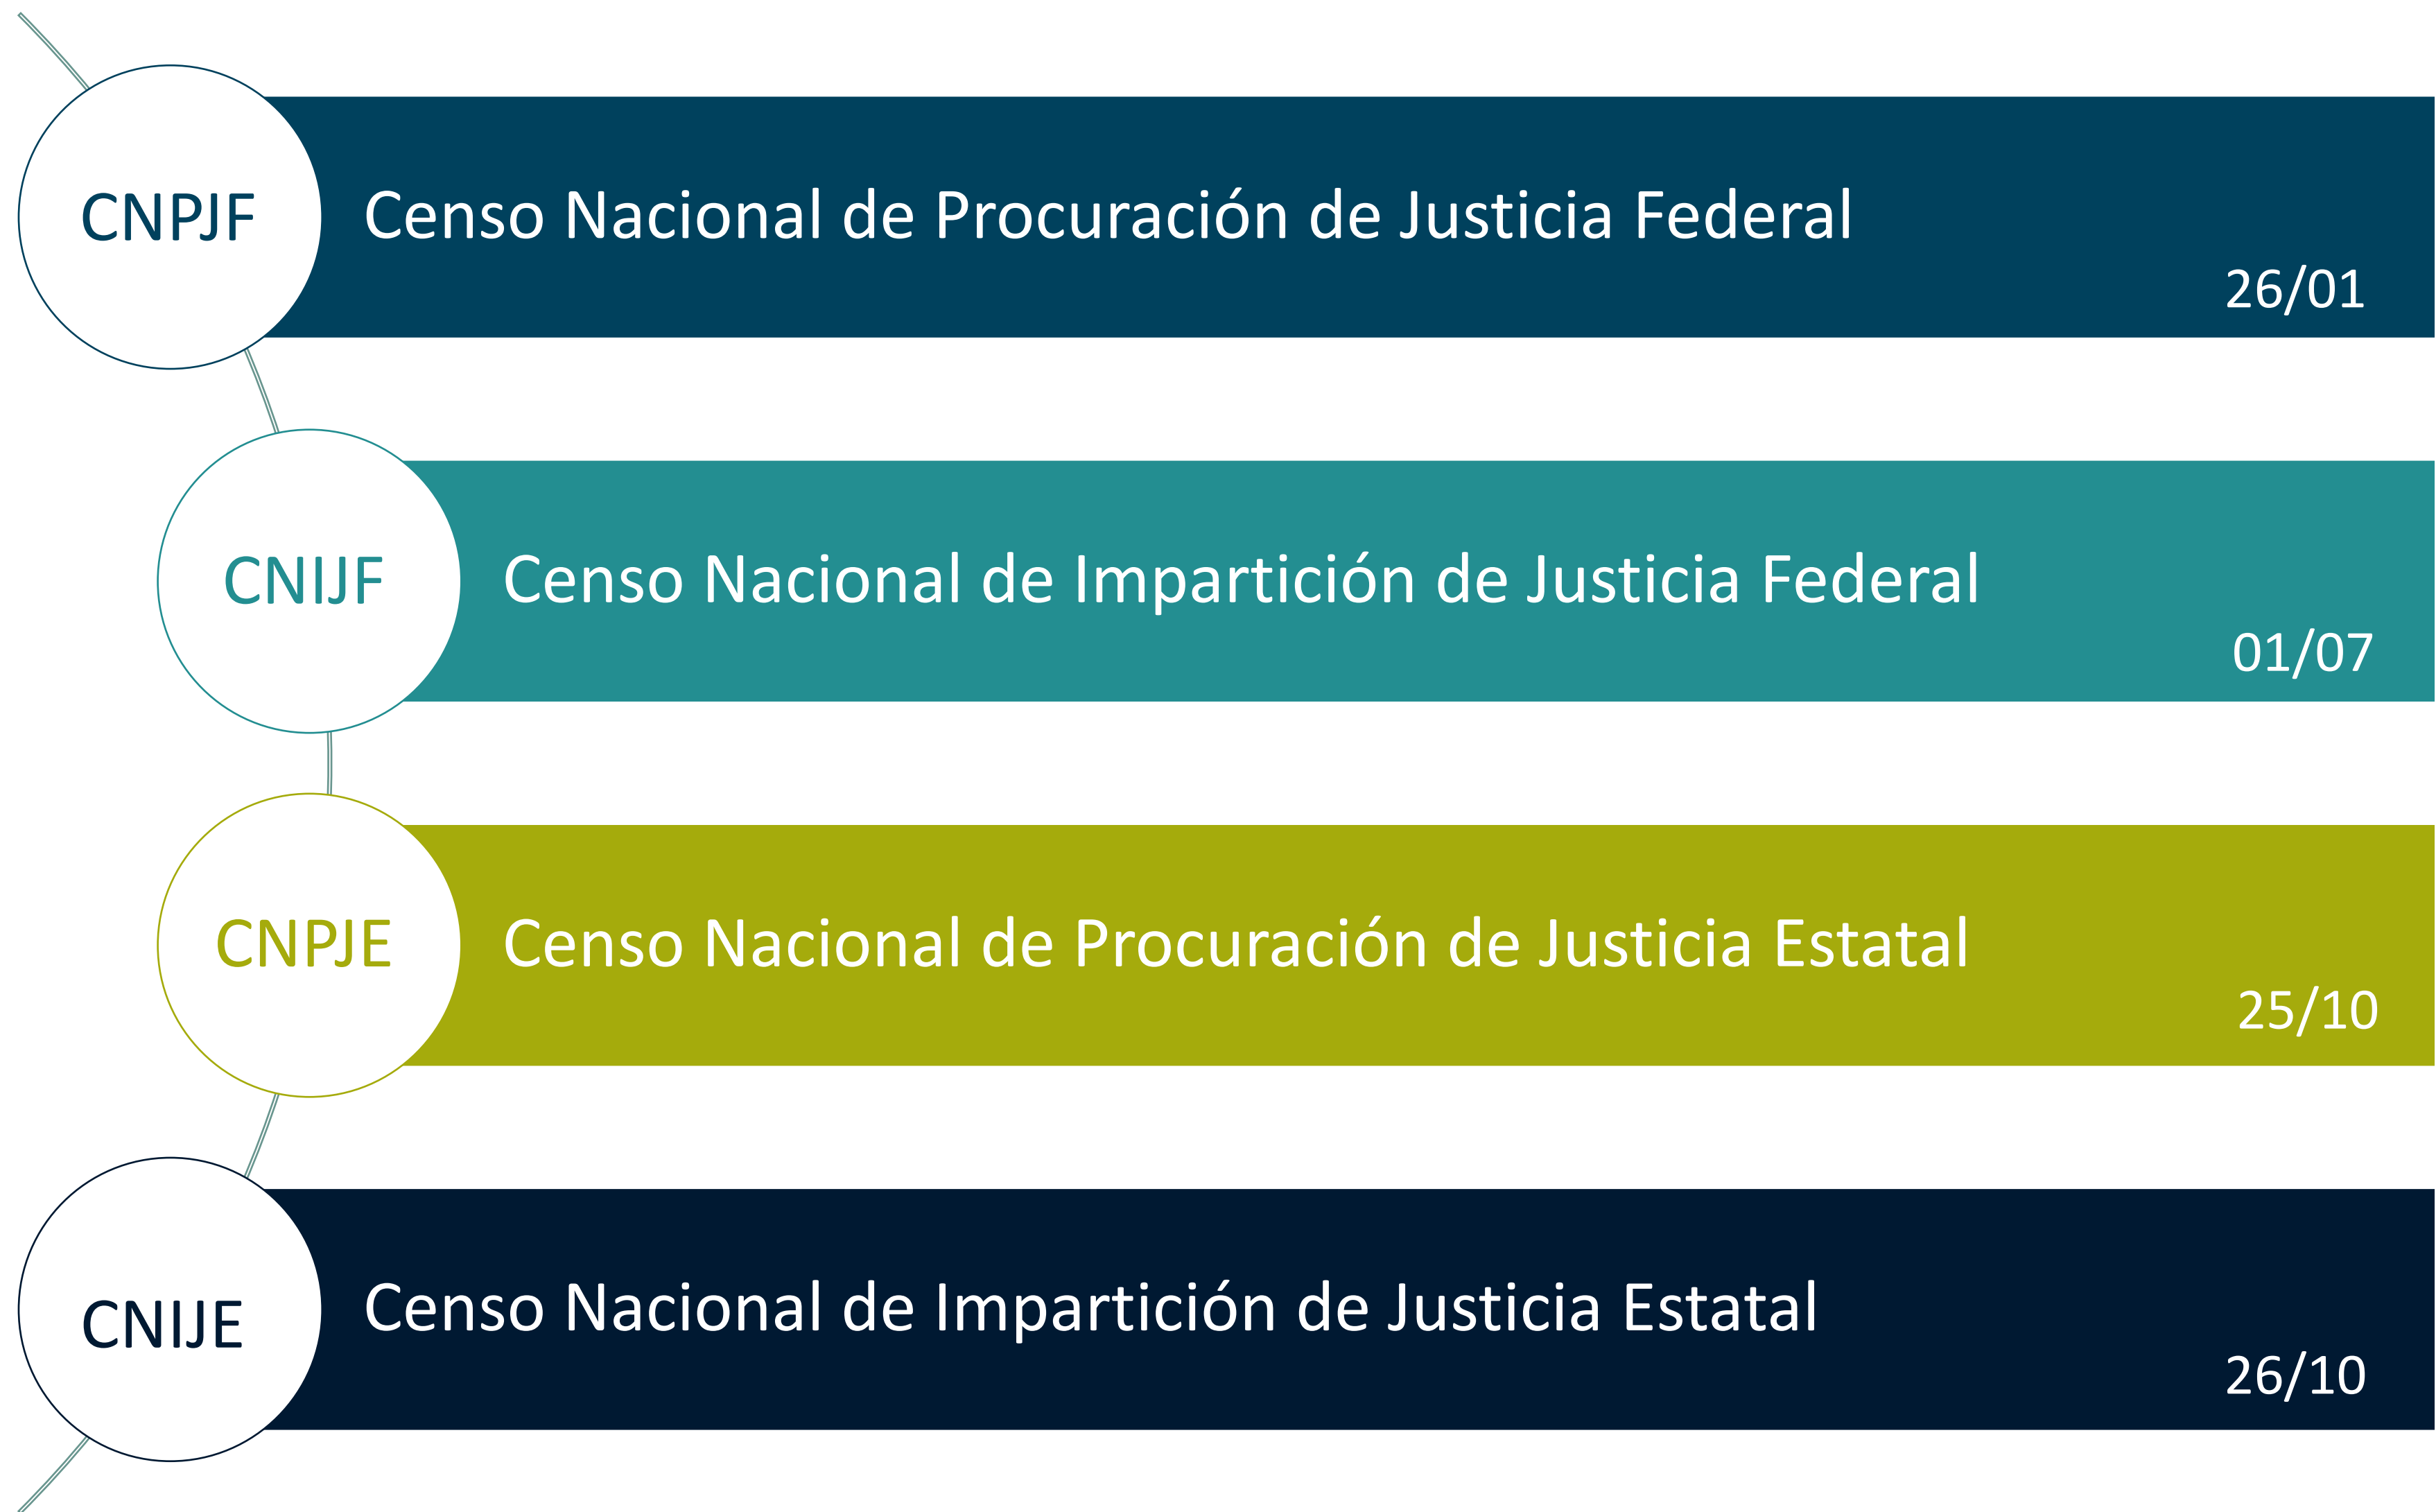 CNPJF
Censo Nacional de Procuración de Justicia Federal
26/01
CNIJF
Censo Nacional de Impartición de Justicia Federal
01/07
CNPJE
Censo Nacional de Procuración de Justicia Estatal
25/10
CNIJE
Censo Nacional de Impartición de Justicia Estatal
26/10